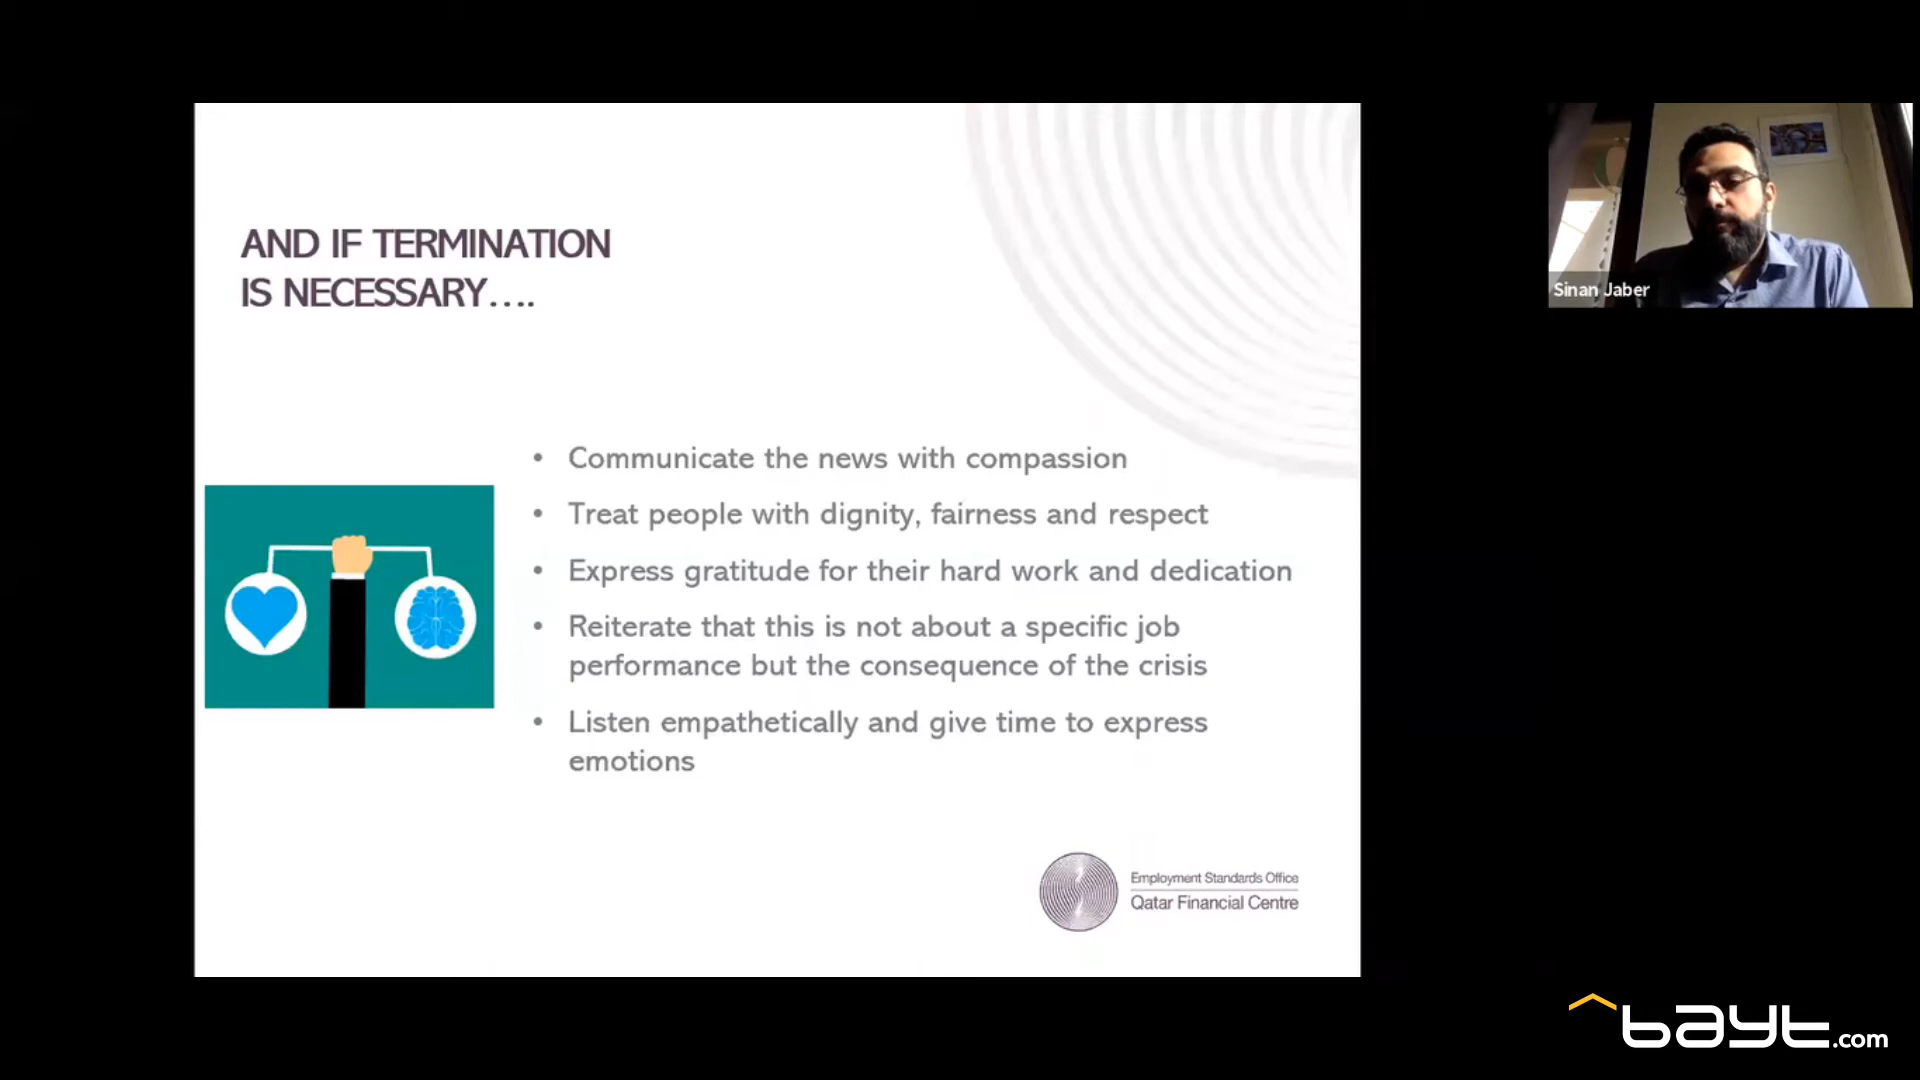 AND IF TERMINATION
IS NECESSARY....
• Communicate the news with compassion
• Treat people with dignity, fairness and respect
• Express gratitude for their hard work and dedication
• Reiterate that this is not about a specific job
performance but the consequence of the crisis
• Listen empathetically and give time to express
emotions
Employment Standards Office
Qatar Financial Centre
Sinan Jaber
bayt.com